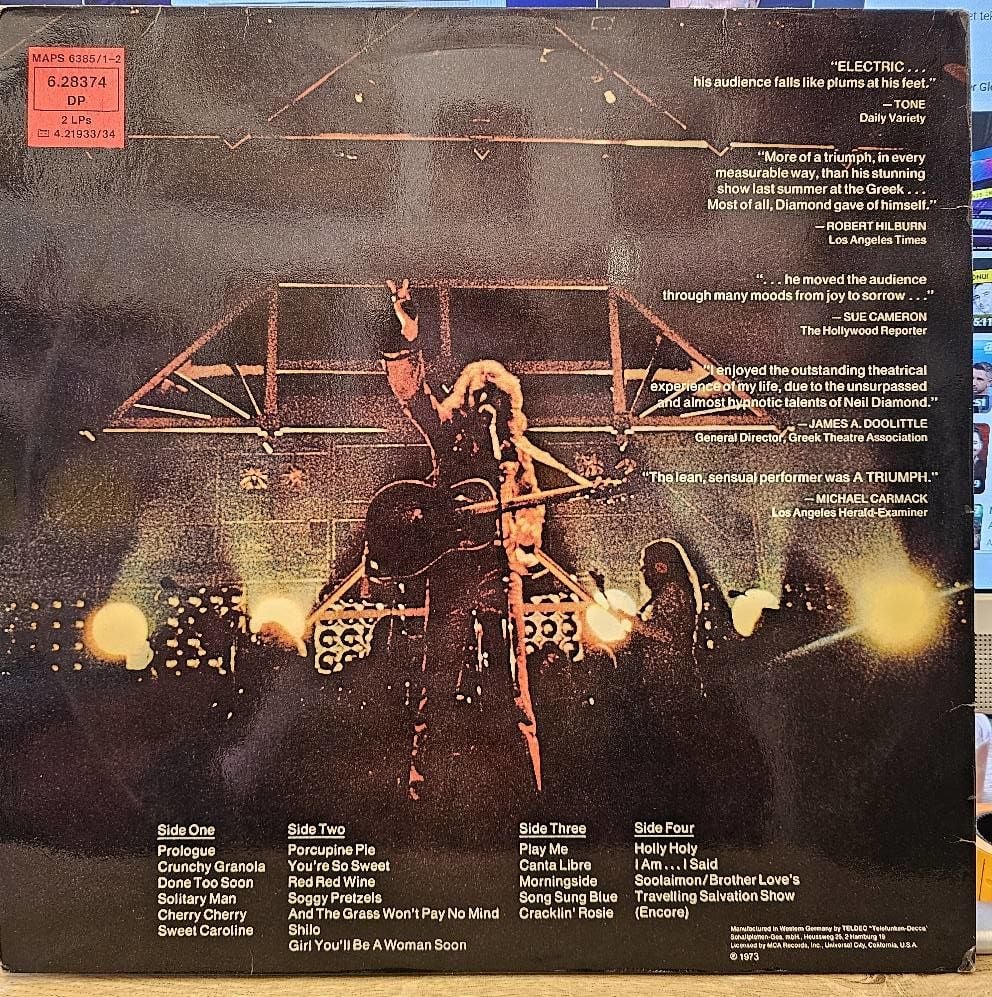 MAPS 6385/1-2
6.28374
DP
2 LPs
4.21933/34
"ELECTRIC . . .
his audience falls like plums at his feet."
— TONE
Daily Variety
"More of a triumph, in every
measurable way, than his stunning
show last summer at the Greek . . .
Most of all, Diamond gave of himself."
— ROBERT HILBURN
Los Angeles Times
". . . he moved the audience
through many moods from joy to sorrow . . ."
— SUE CAMERON
The Hollywood Reporter
"I enjoyed the outstanding theatrical
experience of my life, due to the unsurpassed
and almost hypnotic talents of Neil Diamond."
— JAMES A. DOOLITTLE
General Director, Greek Theatre Association
"The lean, sensual performer was A TRIUMPH."
— MICHAEL CARMACK
Los Angeles Herald-Examiner
Side One
Prologue
Crunchy Granola
Done Too Soon
Solitary Man
Cherry Cherry
Sweet Caroline
Side Two
Porcupine Pie
You're So Sweet
Red Red Wine
Soggy Pretzels
And The Grass Won't Pay No Mind
Shilo
Girl You'll Be A Woman Soon
Side Three
Play Me
Canta Libre
Morningside
Song Sung Blue
Cracklin' Rosie
Side Four
Holly Holy
I Am . . . I Said
Soolaimon/Brother Love's
Travelling Salvation Show
(Encore)
Manufactured in Western Germany by TELDEC "Telefunken-Decca"
Schallplatten-Ges. mbH., Heussweg 25, 2 Hamburg 19
Licensed by MCA Records, Inc., Universal City, California, U.S.A.
℗ 1973